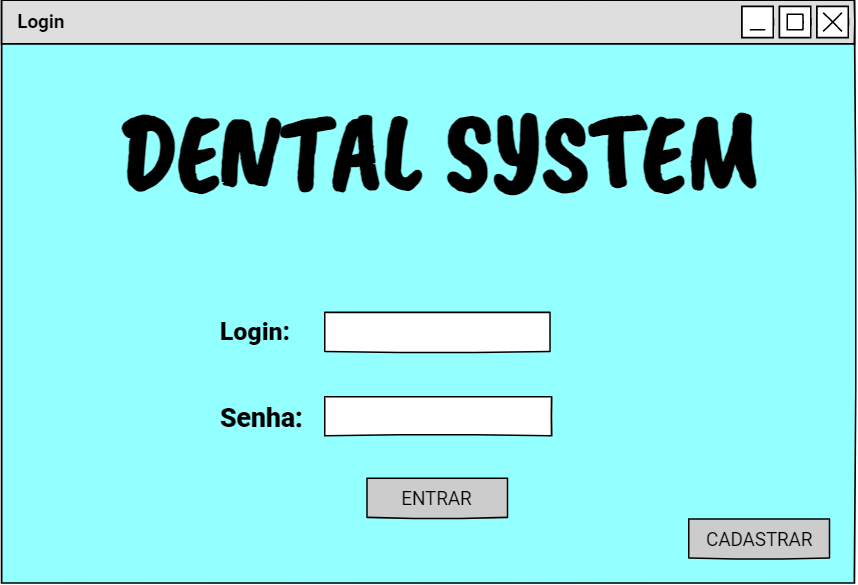 Login
DENTAL SYSTEM
Login:
Senha:
ENTRAR
CADASTRAR